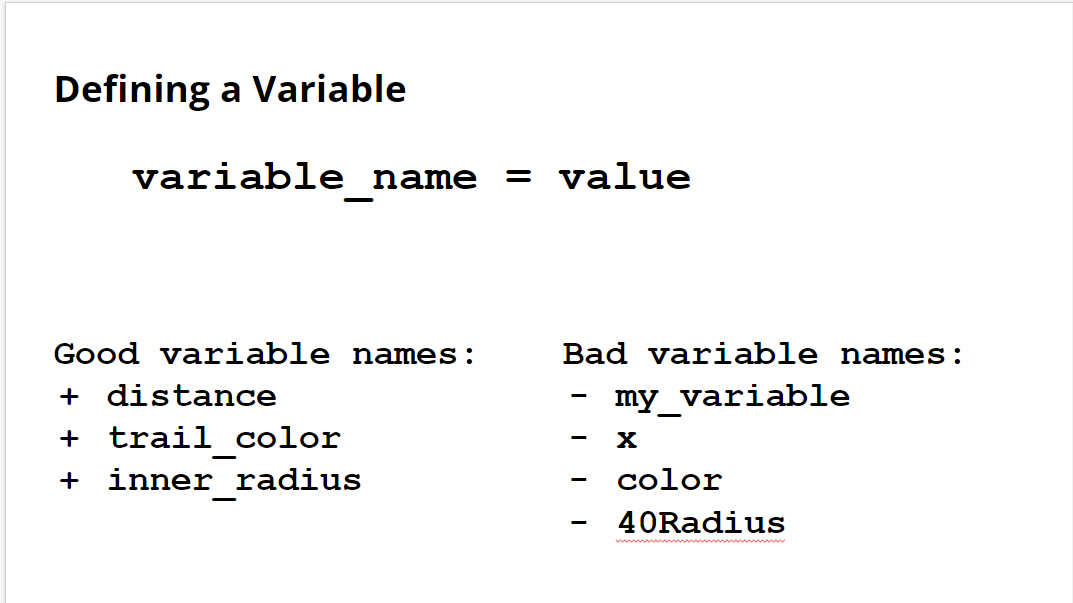 Defining a Variable
variable_name = value
Good variable names:
+ distance
+ trail_color
+ inner_radius
Bad variable names:
- my_variable
- x
- color
- 40Radius